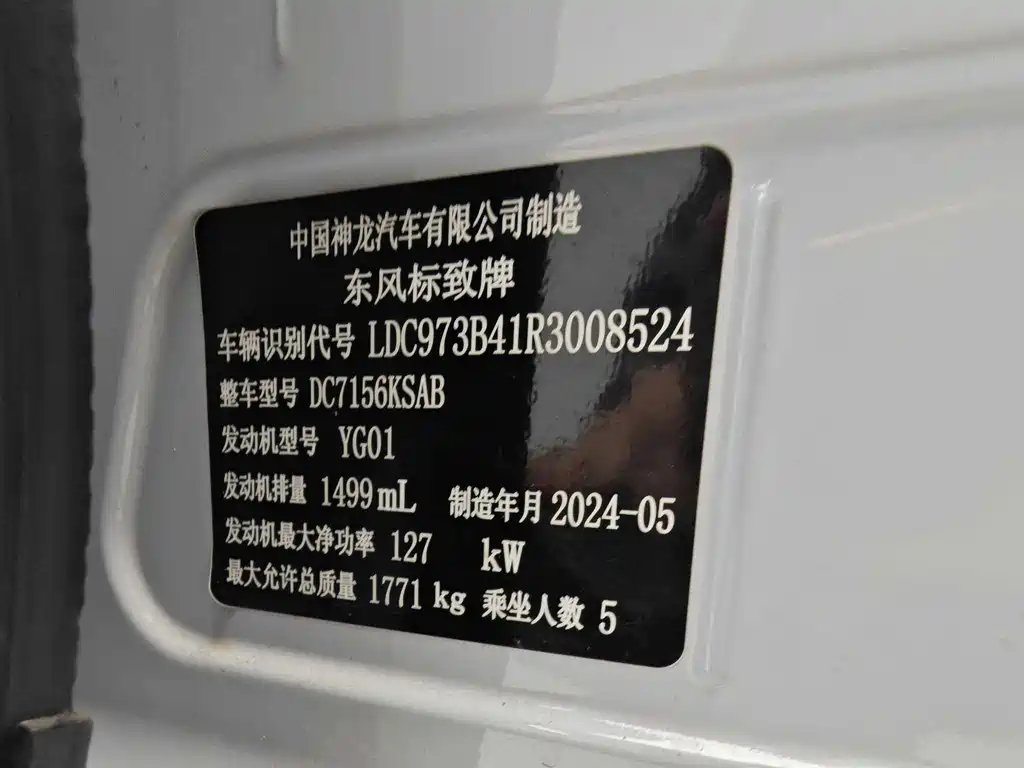 中国神龙汽车有限公司制造
东风标致牌
车辆识别代号 LDC973B41R3008524
整车型号 DC7156KSAB
发动机型号 YG01
发动机排量 1499mL 制造年月 2024-05
发动机最大净功率 127 kW
最大允许总质量 1771 kg 乘坐人数 5